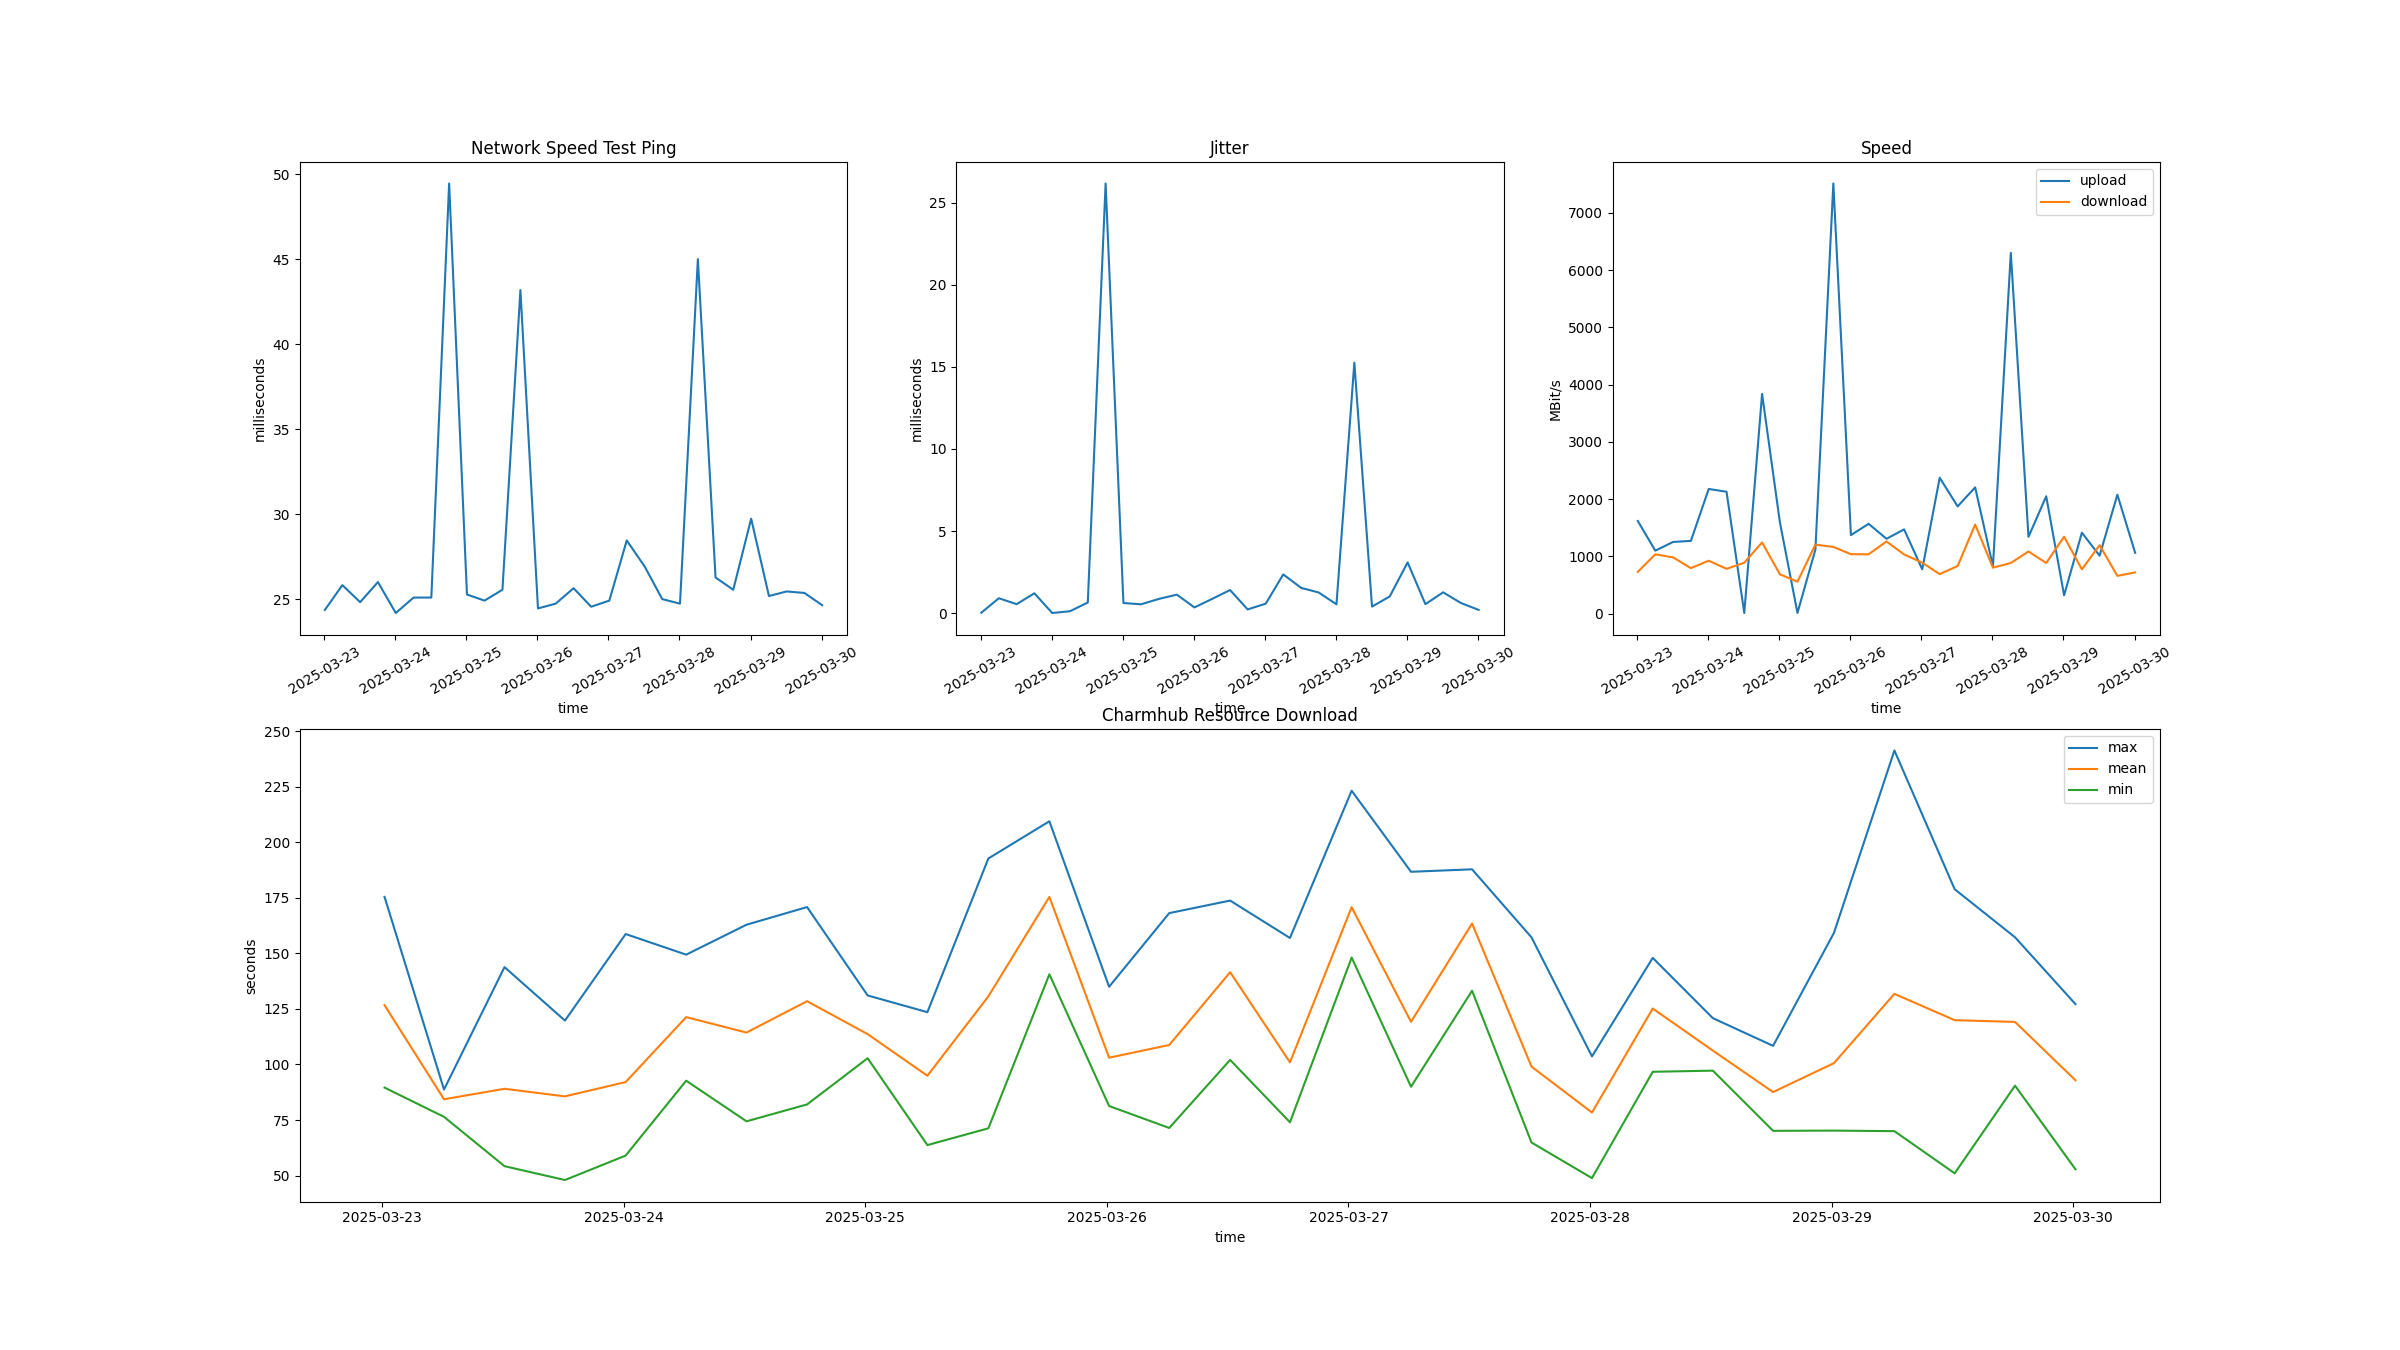 Network Speed Test Ping
50
45
40
35
30
25
milliseconds
2025-03-23 2025-03-24 2025-03-25 2025-03-26 2025-03-27 2025-03-28 2025-03-29 2025-03-30
time
Jitter
25
20
15
10
5
0
milliseconds
2025-03-23 2025-03-24 2025-03-25 2025-03-26 2025-03-27 2025-03-28 2025-03-29 2025-03-30
time
Speed
upload
download
7000
6000
5000
4000
3000
2000
1000
0
MBit/s
2025-03-23 2025-03-24 2025-03-25 2025-03-26 2025-03-27 2025-03-28 2025-03-29 2025-03-30
time
Charmhub Resource Download
max
mean
min
250
225
200
175
150
125
100
75
50
seconds
2025-03-23 2025-03-24 2025-03-25 2025-03-26 2025-03-27 2025-03-28 2025-03-29 2025-03-30
time